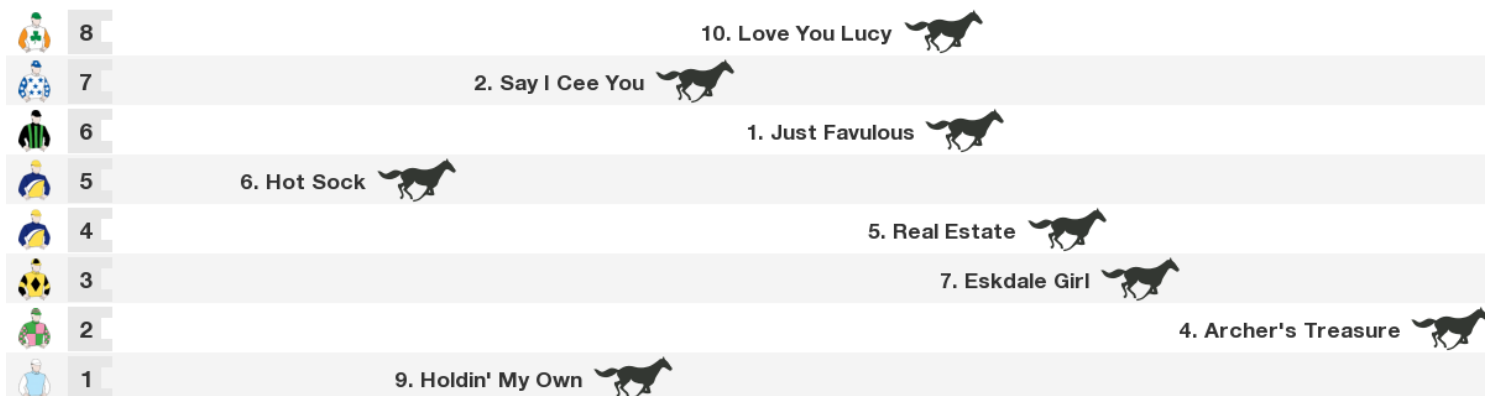 8 10. Love You Lucy
7 2. Say I Cee You
6 1. Just Favulous
5 6. Hot Sock
4 5. Real Estate
3 7. Eskdale Girl
2 4. Archer's Treasure
1 9. Holdin' My Own